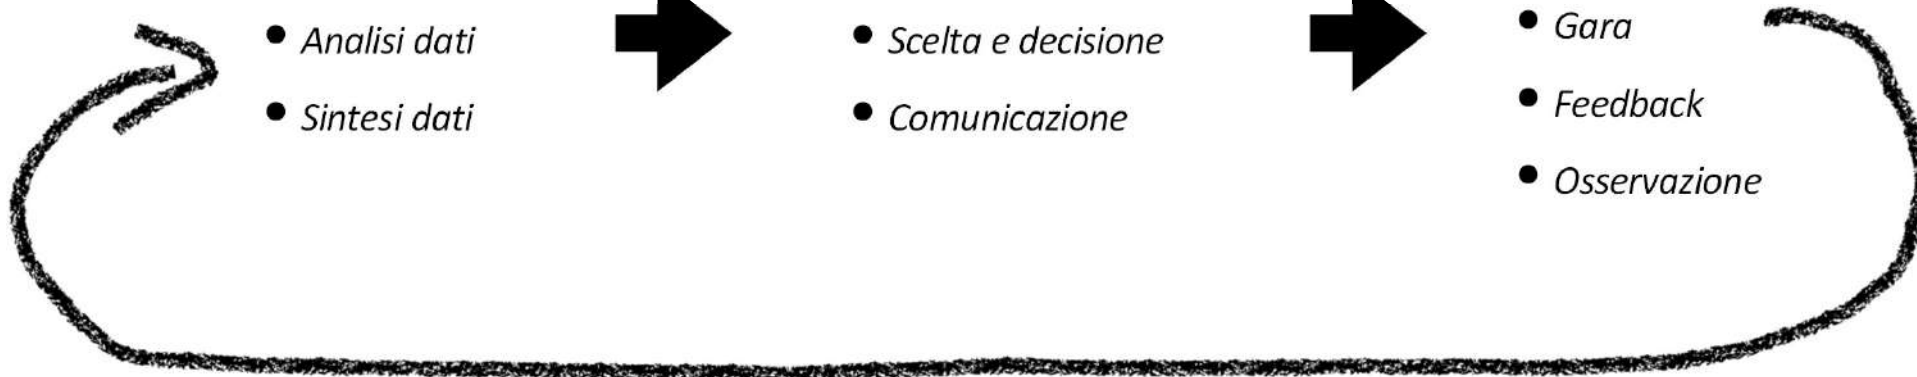 • Analisi dati
• Sintesi dati
• Scelta e decisione
• Comunicazione
• Gara
• Feedback
• Osservazione